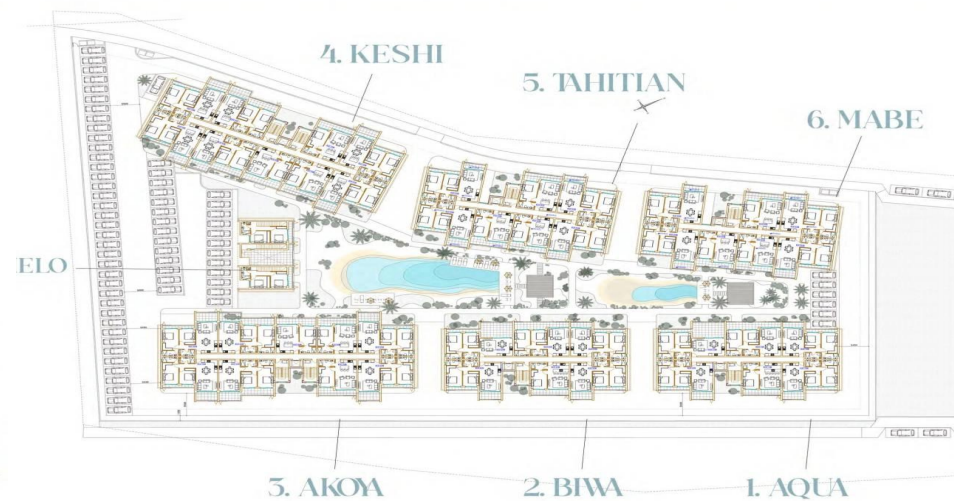 4. KESHI
5. TAHITIAN
6. MABE
ELO
3. AKOYA
2. BIWA
1. AQUA